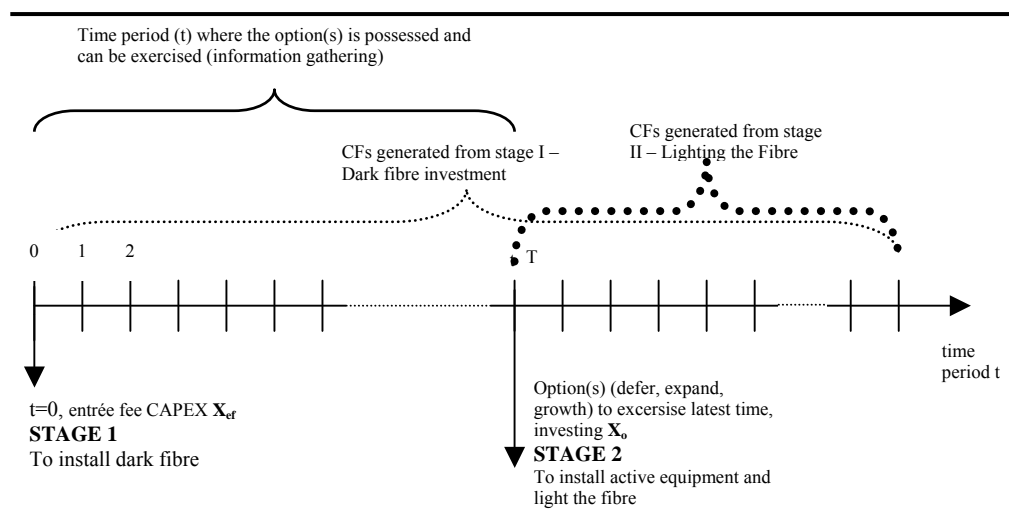 Time period (t) where the option(s) is possessed and
can be exercised (information gathering)
CFs generated from stage I –
Dark fibre investment
CFs generated from stage
II – Lighting the Fibre
0 1 2
T
time
period t
t=0, entrée fee CAPEX Xef
STAGE 1
To install dark fibre
Option(s) (defer, expand,
growth) to excersise latest time,
investing Xo
STAGE 2
To install active equipment and
light the fibre